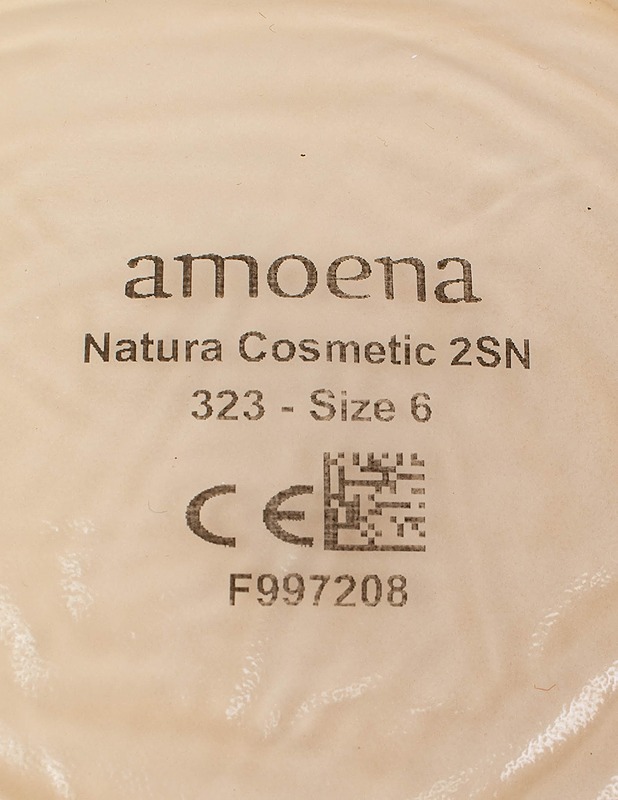 amoena
Natura Cosmetic 2SN
323 - Size 6
CE
F997208